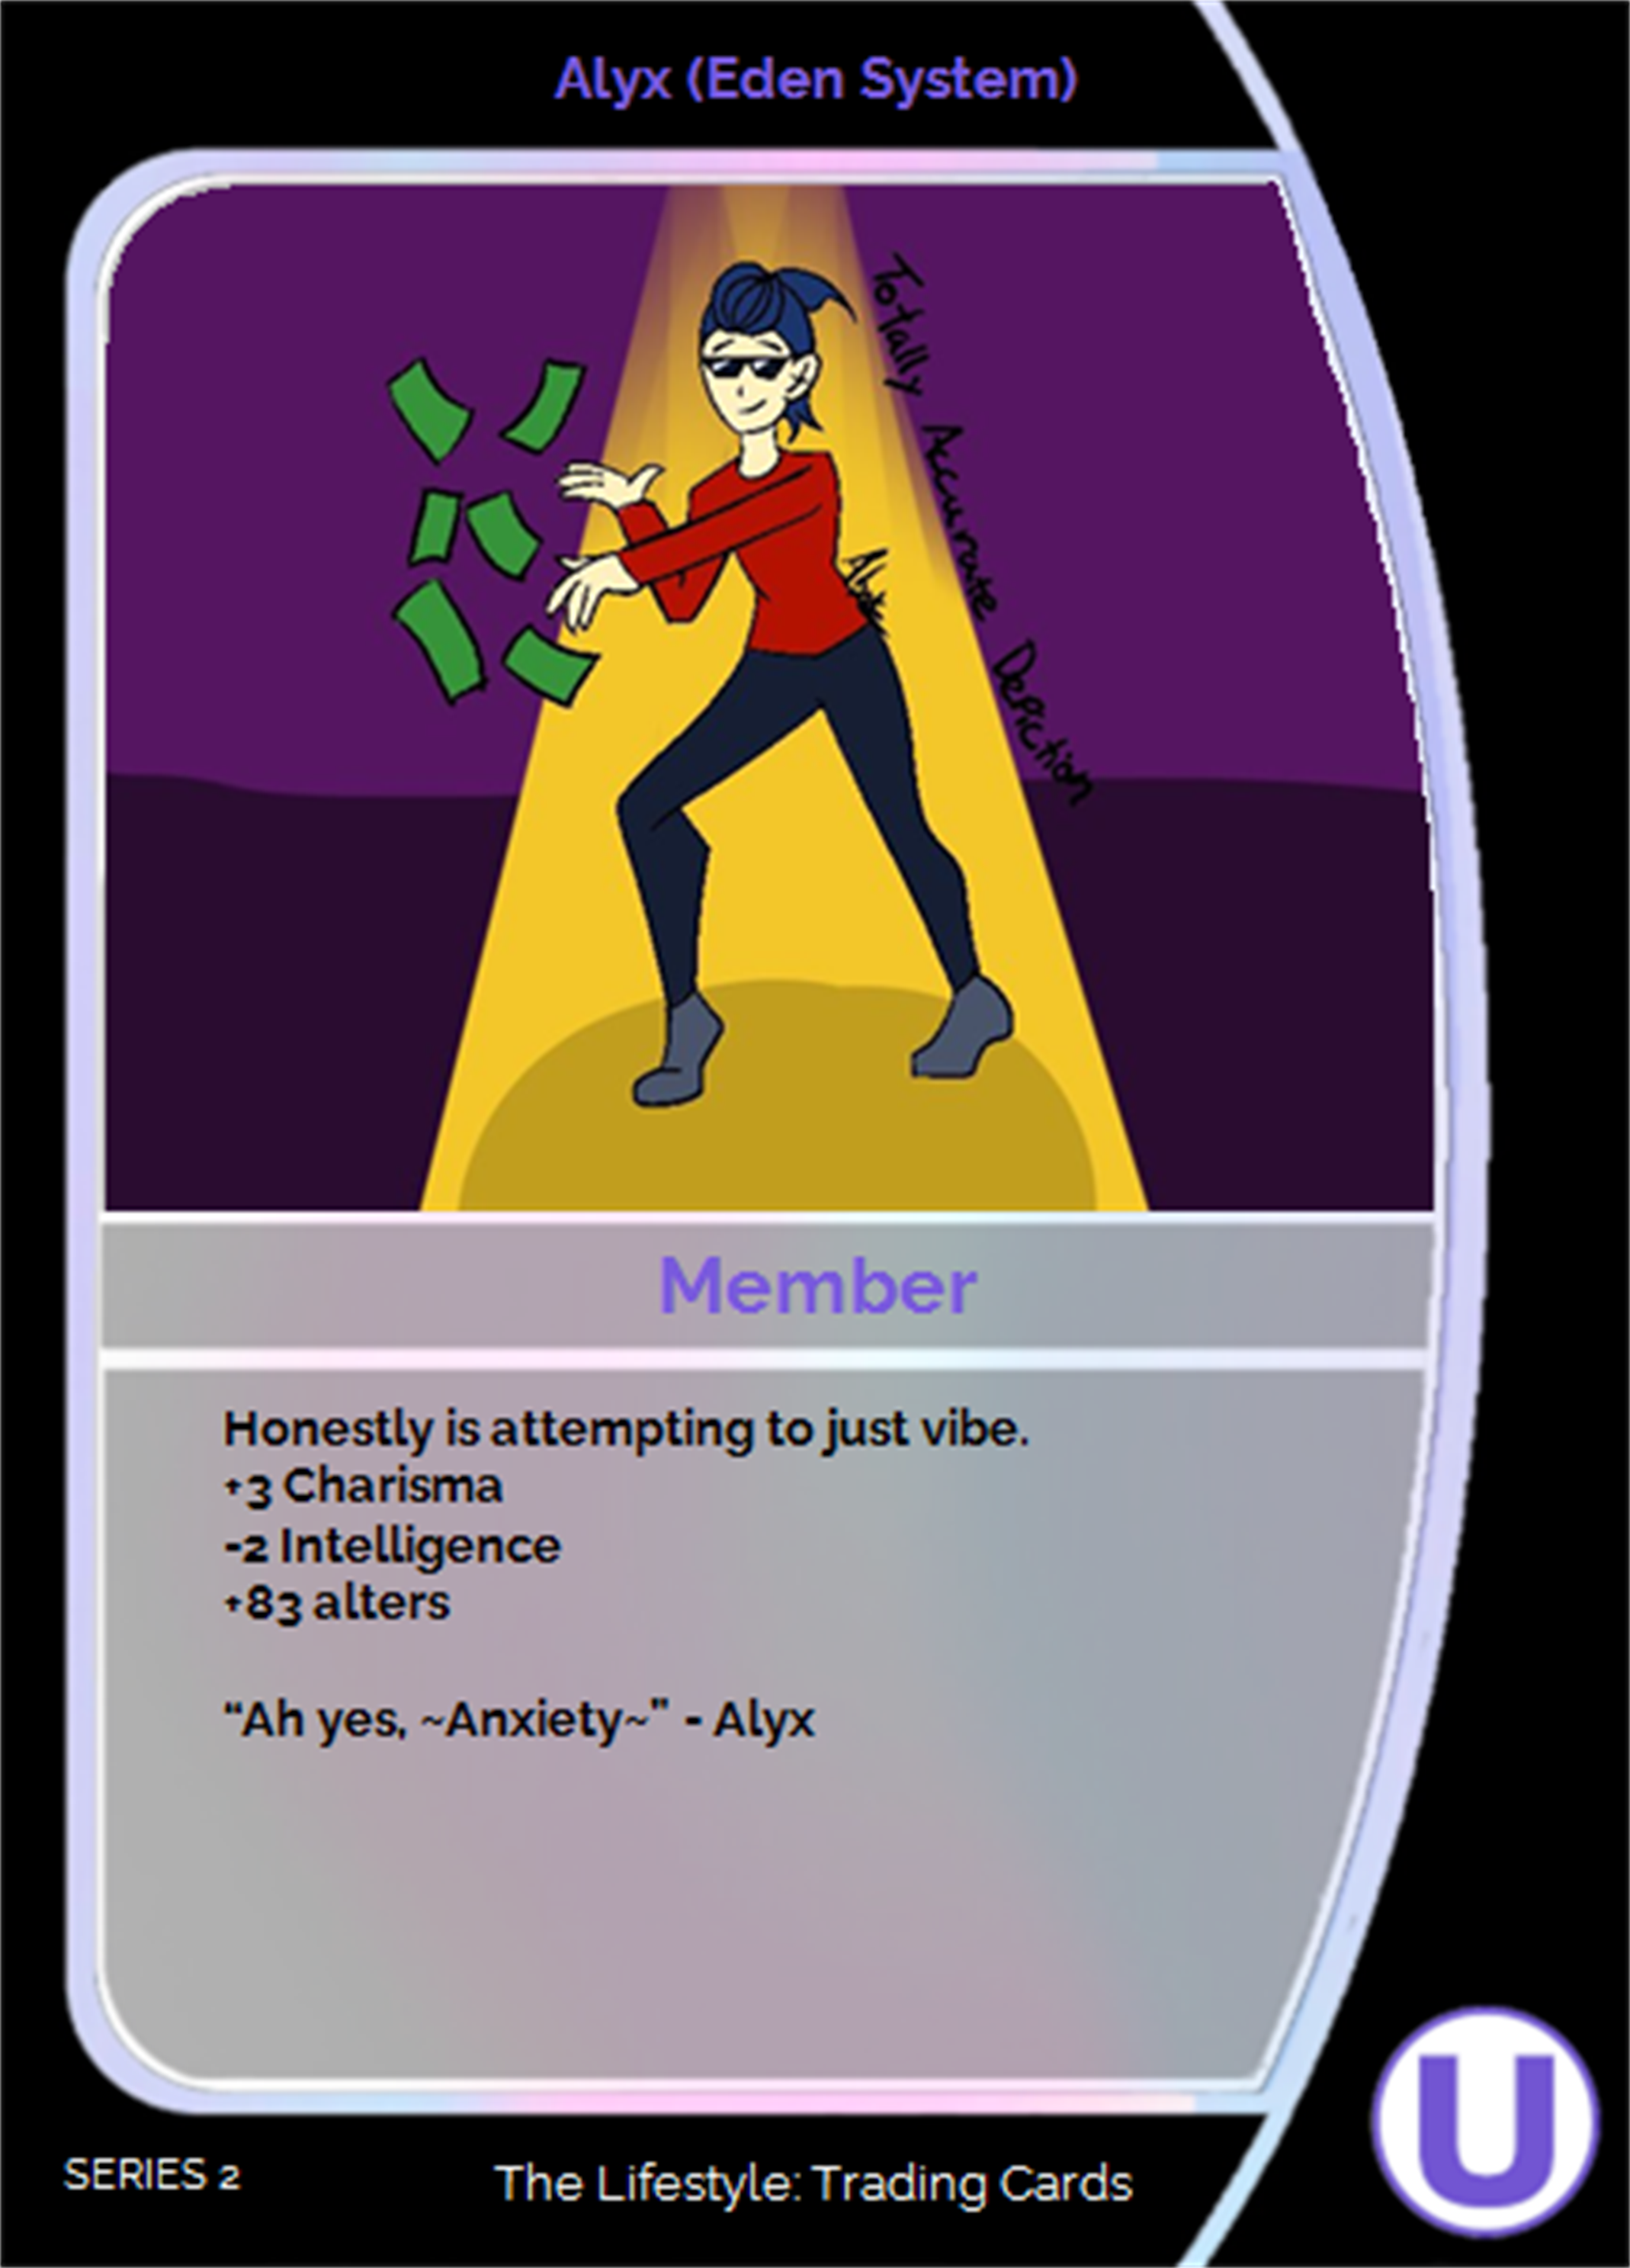 Alyx (Eden System)
Totally Accurate Depiction
Member
Honestly is attempting to just vibe.
+3 Charisma
-2 Intelligence
+83 alters
“Ah yes, ~Anxiety~” - Alyx
U
SERIES 2
The Lifestyle: Trading Cards